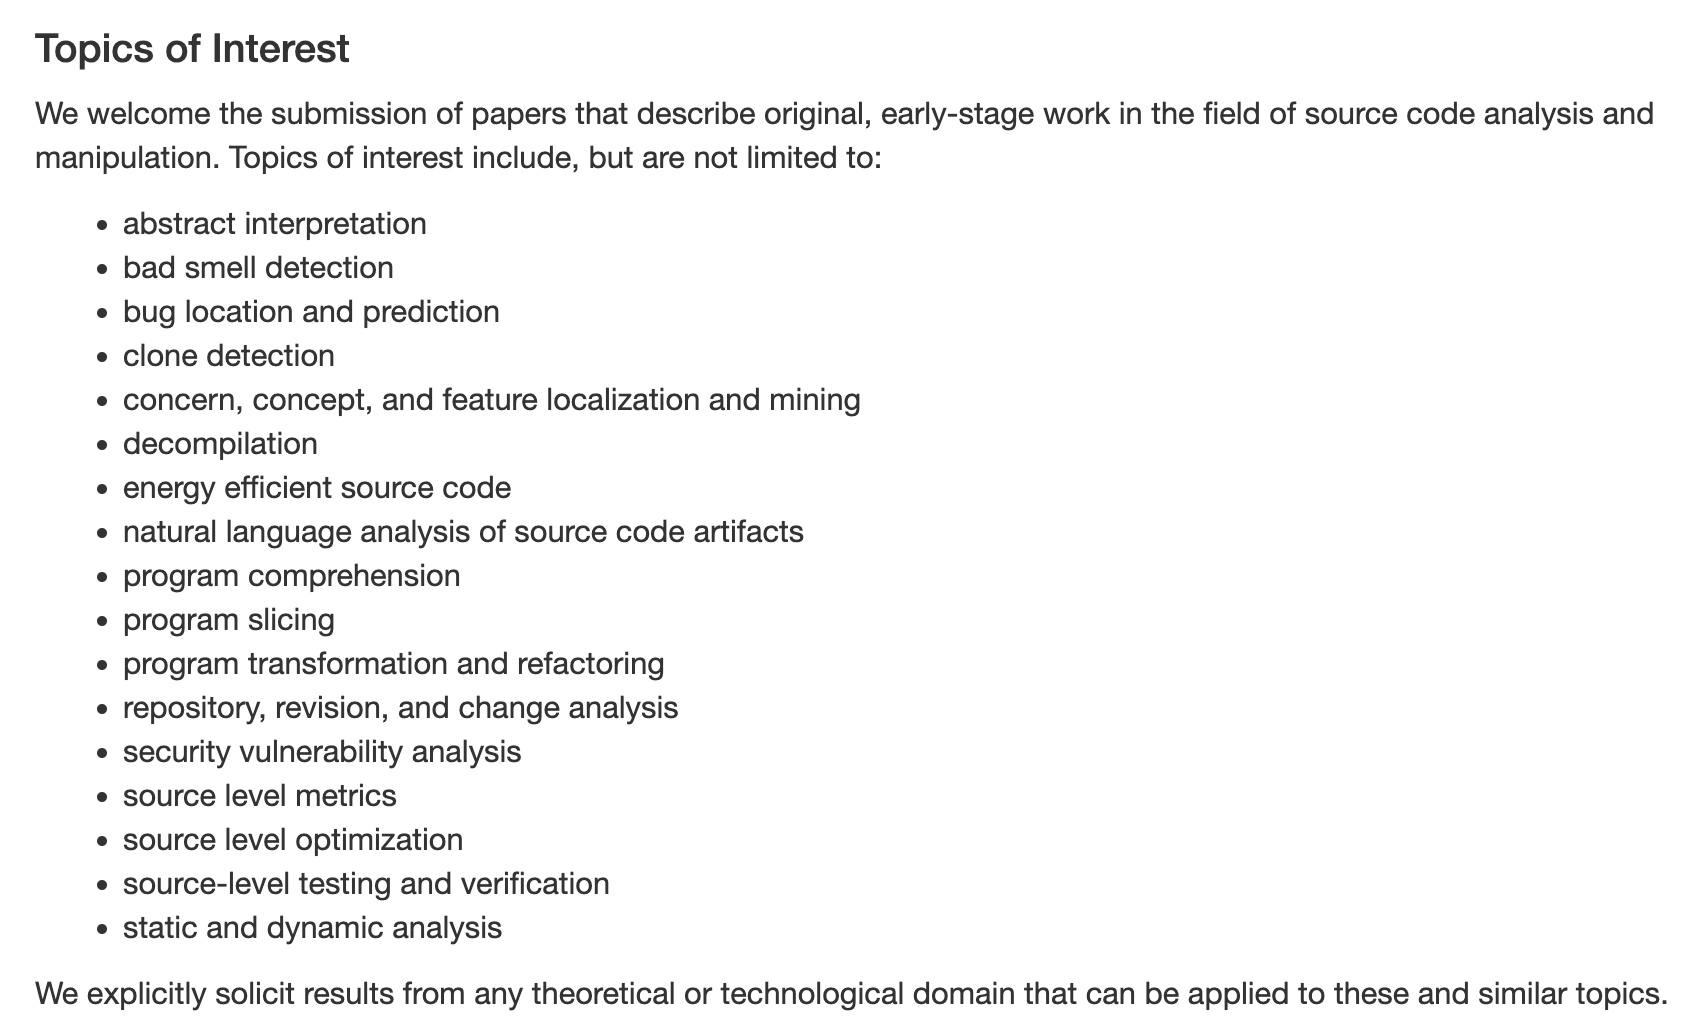 Topics of Interest
We welcome the submission of papers that describe original, early-stage work in the field of source code analysis and
manipulation. Topics of interest include, but are not limited to:
• abstract interpretation
• bad smell detection
• bug location and prediction
• clone detection
• concern, concept, and feature localization and mining
• decompilation
• energy efficient source code
• natural language analysis of source code artifacts
• program comprehension
• program slicing
• program transformation and refactoring
• repository, revision, and change analysis
• security vulnerability analysis
• source level metrics
• source level optimization
• source-level testing and verification
• static and dynamic analysis
We explicitly solicit results from any theoretical or technological domain that can be applied to these and similar topics.